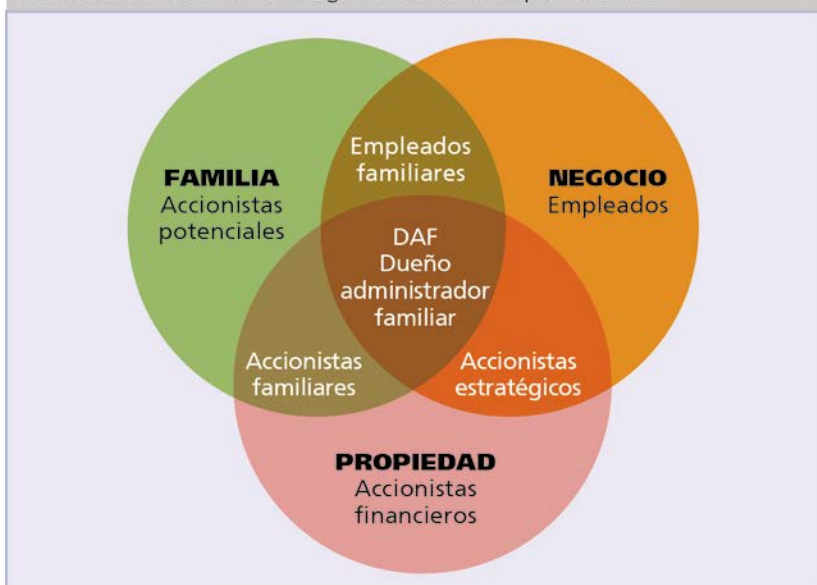 Empleados
familiares
FAMILIA
Accionistas
potenciales
NEGOCIO
Empleados
DAF
Dueño
administrador
familiar
Accionistas
familiares
Accionistas
estratégicos
PROPIEDAD
Accionistas
financieros